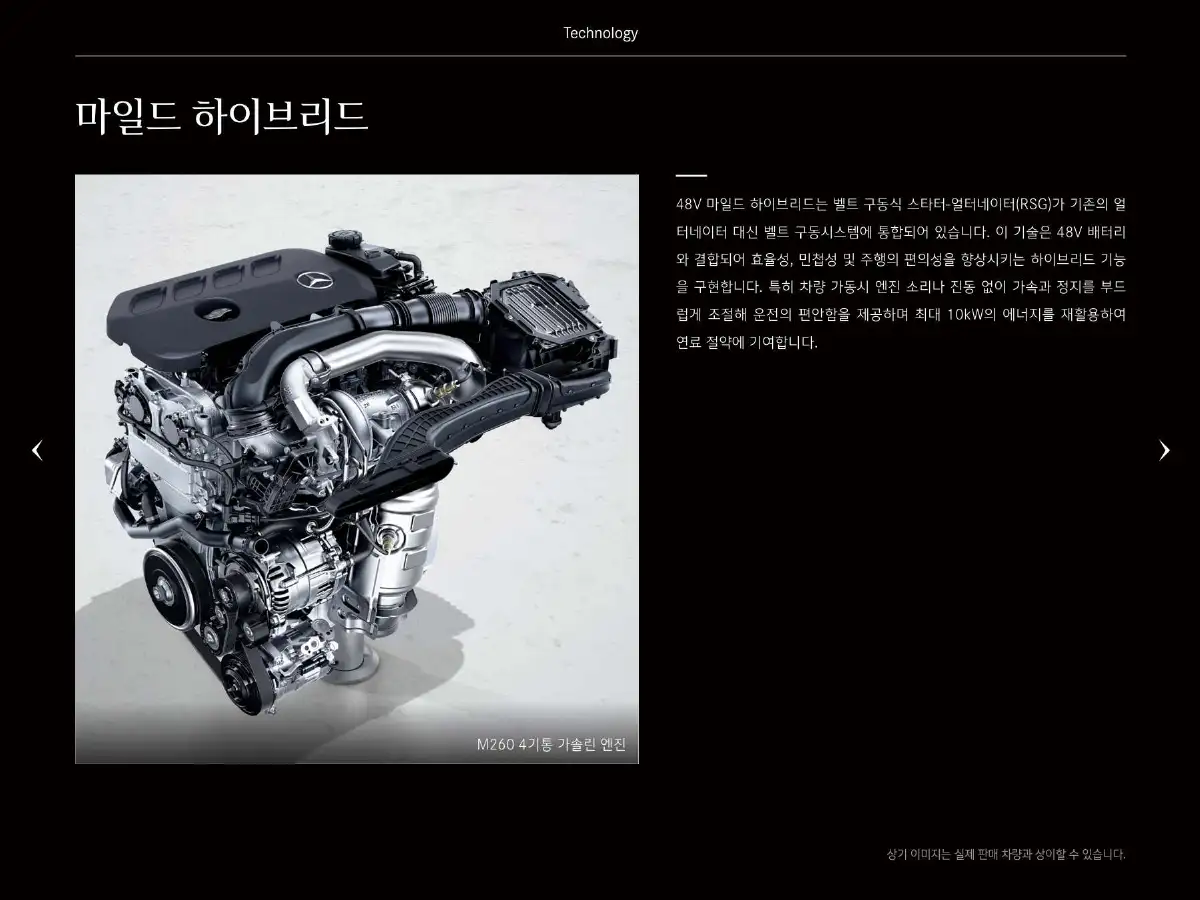 Technology
마일드 하이브리드
48V 마일드 하이브리드는 벨트 구동식 스타터-얼터네이터(RSG)가 기존의 얼
터네이터 대신 벨트 구동시스템에 통합되어 있습니다. 이 기술은 48V 배터리
와 결합되어 효율성, 민첩성 및 주행의 편의성을 향상시키는 하이브리드 기능
을 구현합니다. 특히 차량 가동시 엔진 소리나 진동 없이 가속과 정지를 부드
럽게 조절해 운전의 편안함을 제공하며 최대 10kW의 에너지를 재활용하여
연료 절약에 기여합니다.
M260 4기통 가솔린 엔진
상기 이미지는 실제 판매 차량과 상이할 수 있습니다.